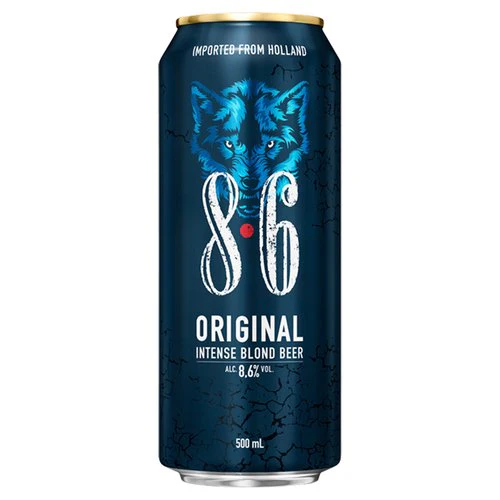 IMPORTED FROM HOLLAND
8.6
ORIGINAL
INTENSE BLOND BEER
ALC. 8,6% VOL.
500 mL